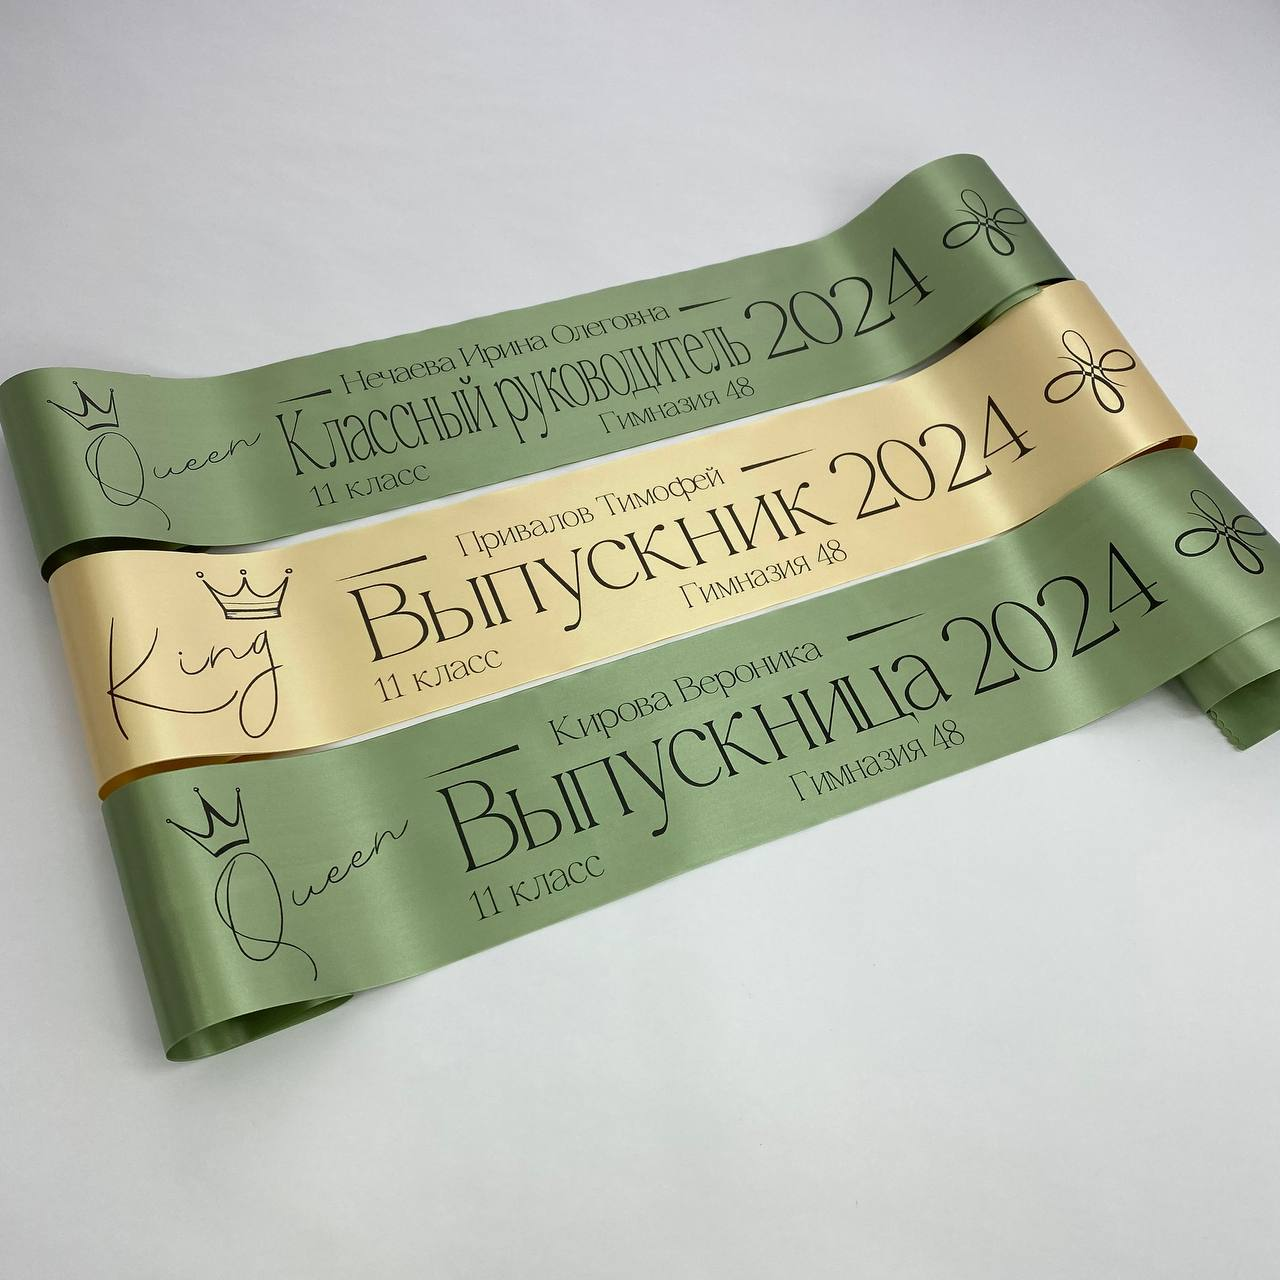 Queen
Нечаева Ирина Олеговна
Классный руководитель 2024
11 класс
Гимназия 48
King
Привалов Тимофей
Выпускник 2024
11 класс
Гимназия 48
Queen
Кирова Вероника
Выпускница 2024
11 класс
Гимназия 48